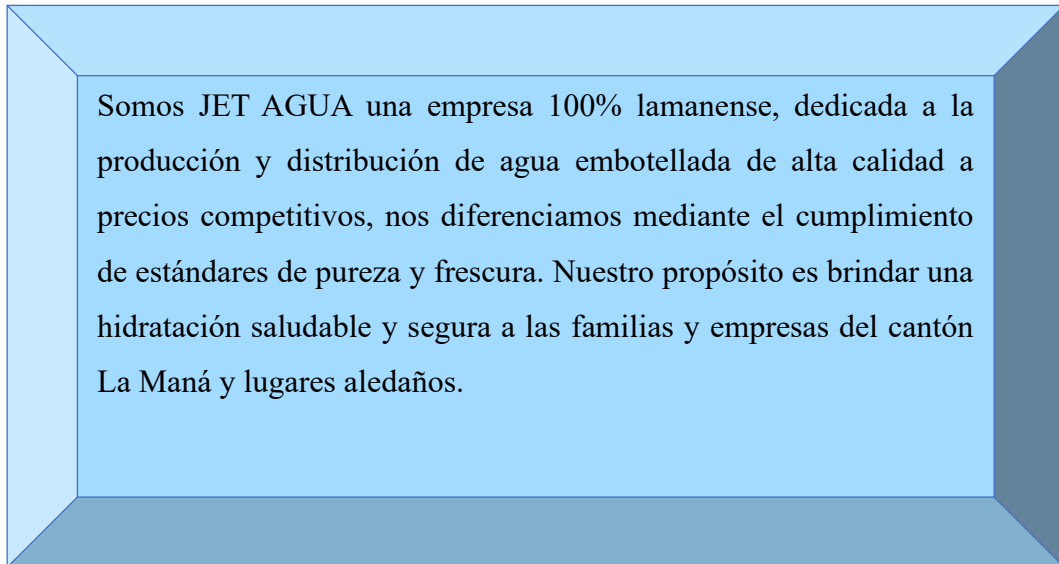 Somos JET AGUA una empresa 100% lamanense, dedicada a la
producción y distribución de agua embotellada de alta calidad a
precios competitivos, nos diferenciamos mediante el cumplimiento
de estándares de pureza y frescura. Nuestro propósito es brindar una
hidratación saludable y segura a las familias y empresas del cantón
La Maná y lugares aledaños.